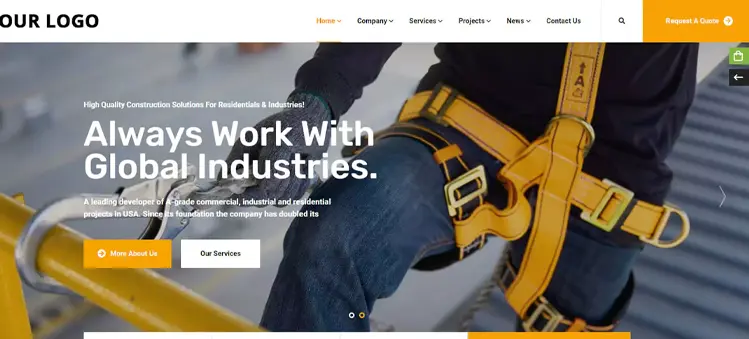 OUR LOGO
Home
Company
Services
Projects
News
Contact Us
Request A Quote
High Quality Construction Solutions For Residentials & Industries!
Always Work With
Global Industries.
A leading developer of A-grade commercial, industrial and residential
projects in USA. Since its foundation the company has doubled its
More About Us
Our Services